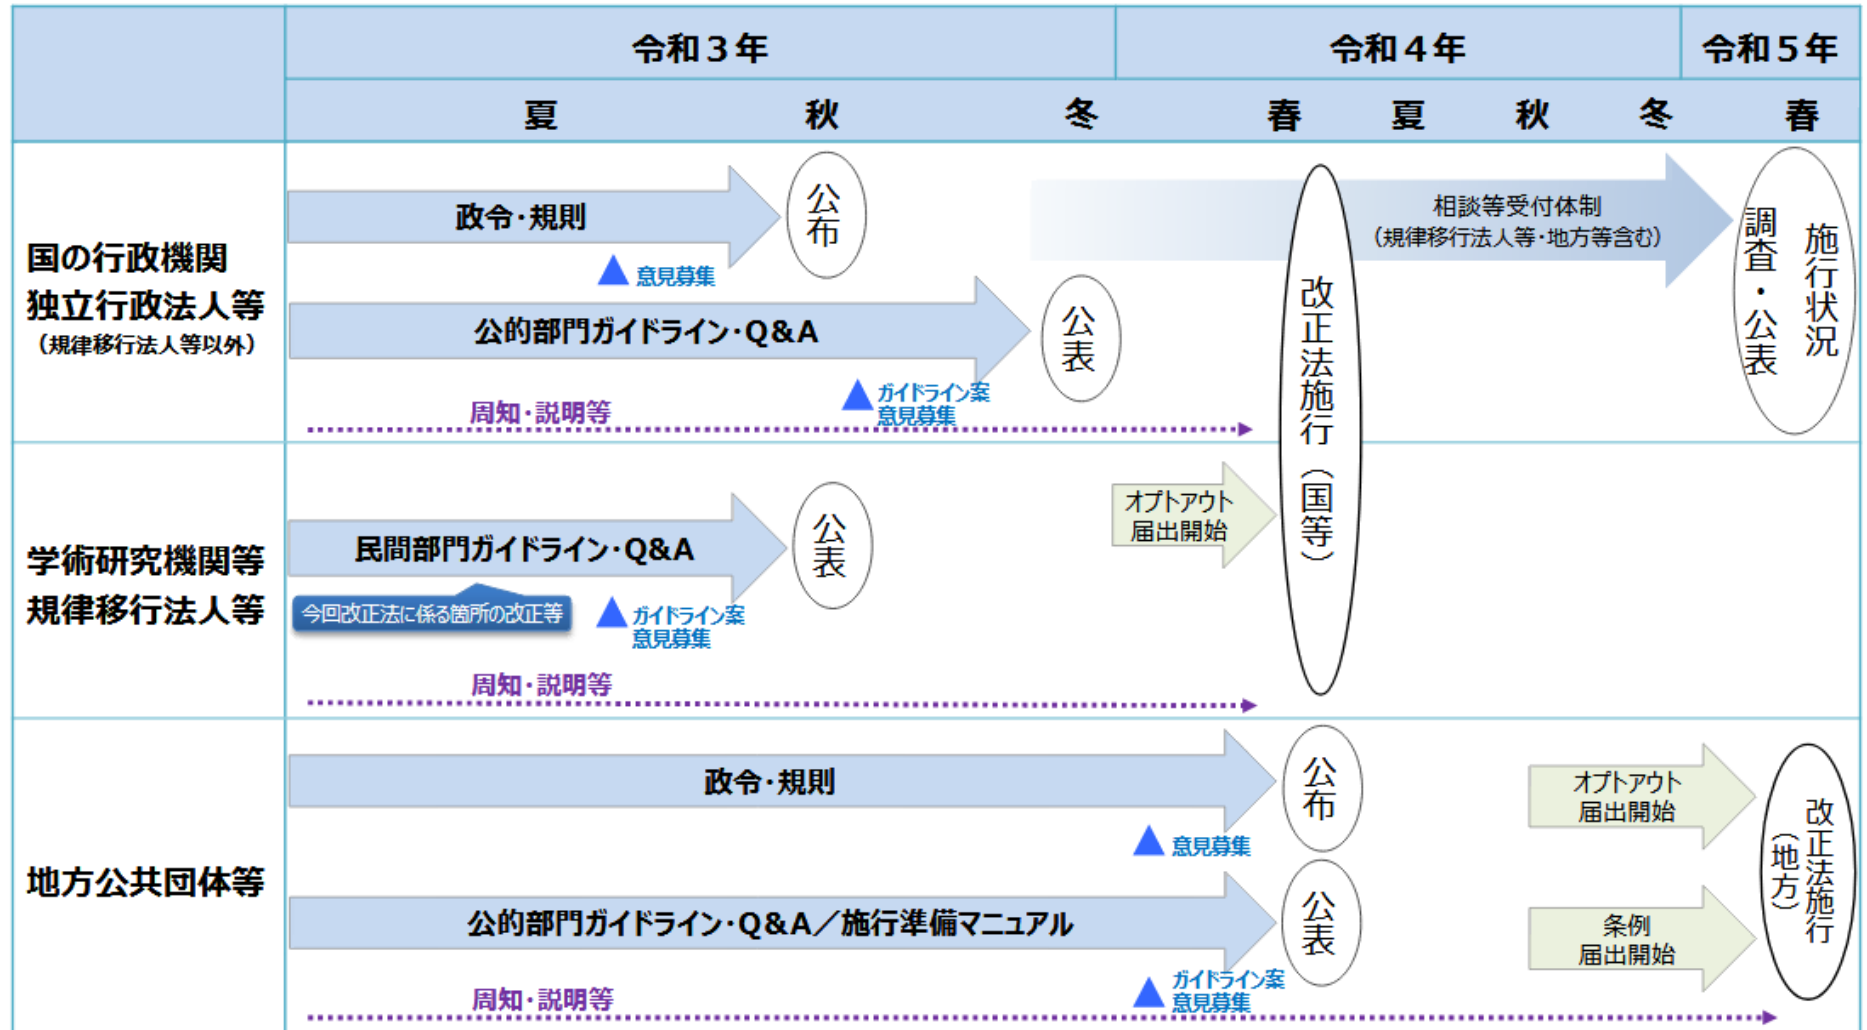 令和３年
令和４年
令和５年
夏
秋
冬
春
夏
秋
冬
春
国の行政機関
独立行政法人等
（規律移行法人等以外）
政令・規則
公布
意見募集
公的部門ガイドライン・Q&A
公表
ガイドライン案
意見募集
周知・説明等
相談等受付体制
（規律移行法人等・地方等含む）
施行状況
調査・公表
改正法施行（国等）
学術研究機関等
規律移行法人等
民間部門ガイドライン・Q&A
公表
今回改正法に係る箇所の改正等
ガイドライン案
意見募集
オプトアウト
届出開始
周知・説明等
地方公共団体等
政令・規則
公布
意見募集
公的部門ガイドライン・Q&A／施行準備マニュアル
公表
ガイドライン案
意見募集
周知・説明等
オプトアウト
届出開始
条例
届出開始
改正法施行
（地方）